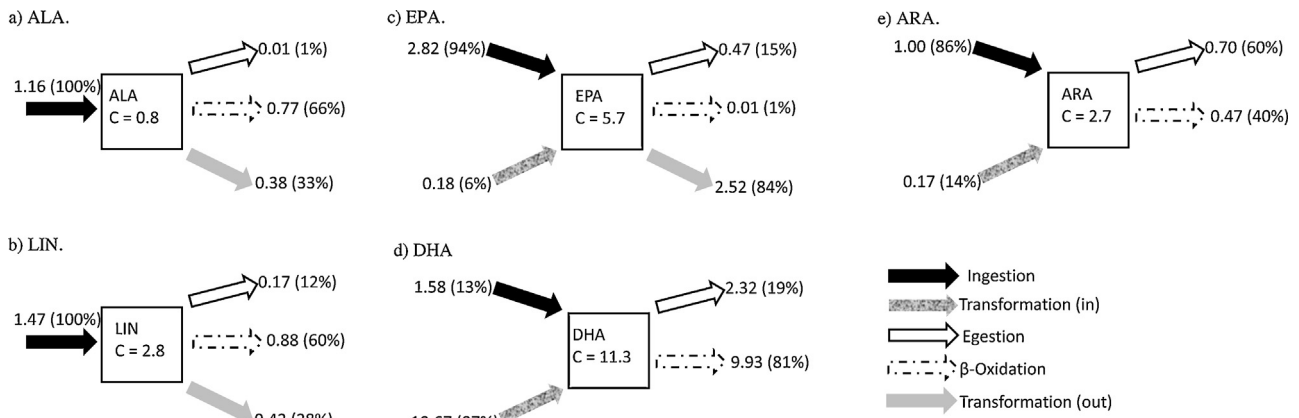 a) ALA.
1.16 (100%)
ALA
C = 0.8
0.01 (1%)
0.77 (66%)
0.38 (33%)
b) LIN.
1.47 (100%)
LIN
C = 2.8
0.17 (12%)
0.88 (60%)
c) EPA.
2.82 (94%)
0.18 (6%)
EPA
C = 5.7
0.47 (15%)
0.01 (1%)
2.52 (84%)
d) DHA
1.58 (13%)
DHA
C = 11.3
2.32 (19%)
9.93 (81%)
e) ARA.
1.00 (86%)
0.17 (14%)
ARA
C = 2.7
0.70 (60%)
0.47 (40%)
Ingestion
Transformation (in)
Egestion
β-Oxidation
Transformation (out)